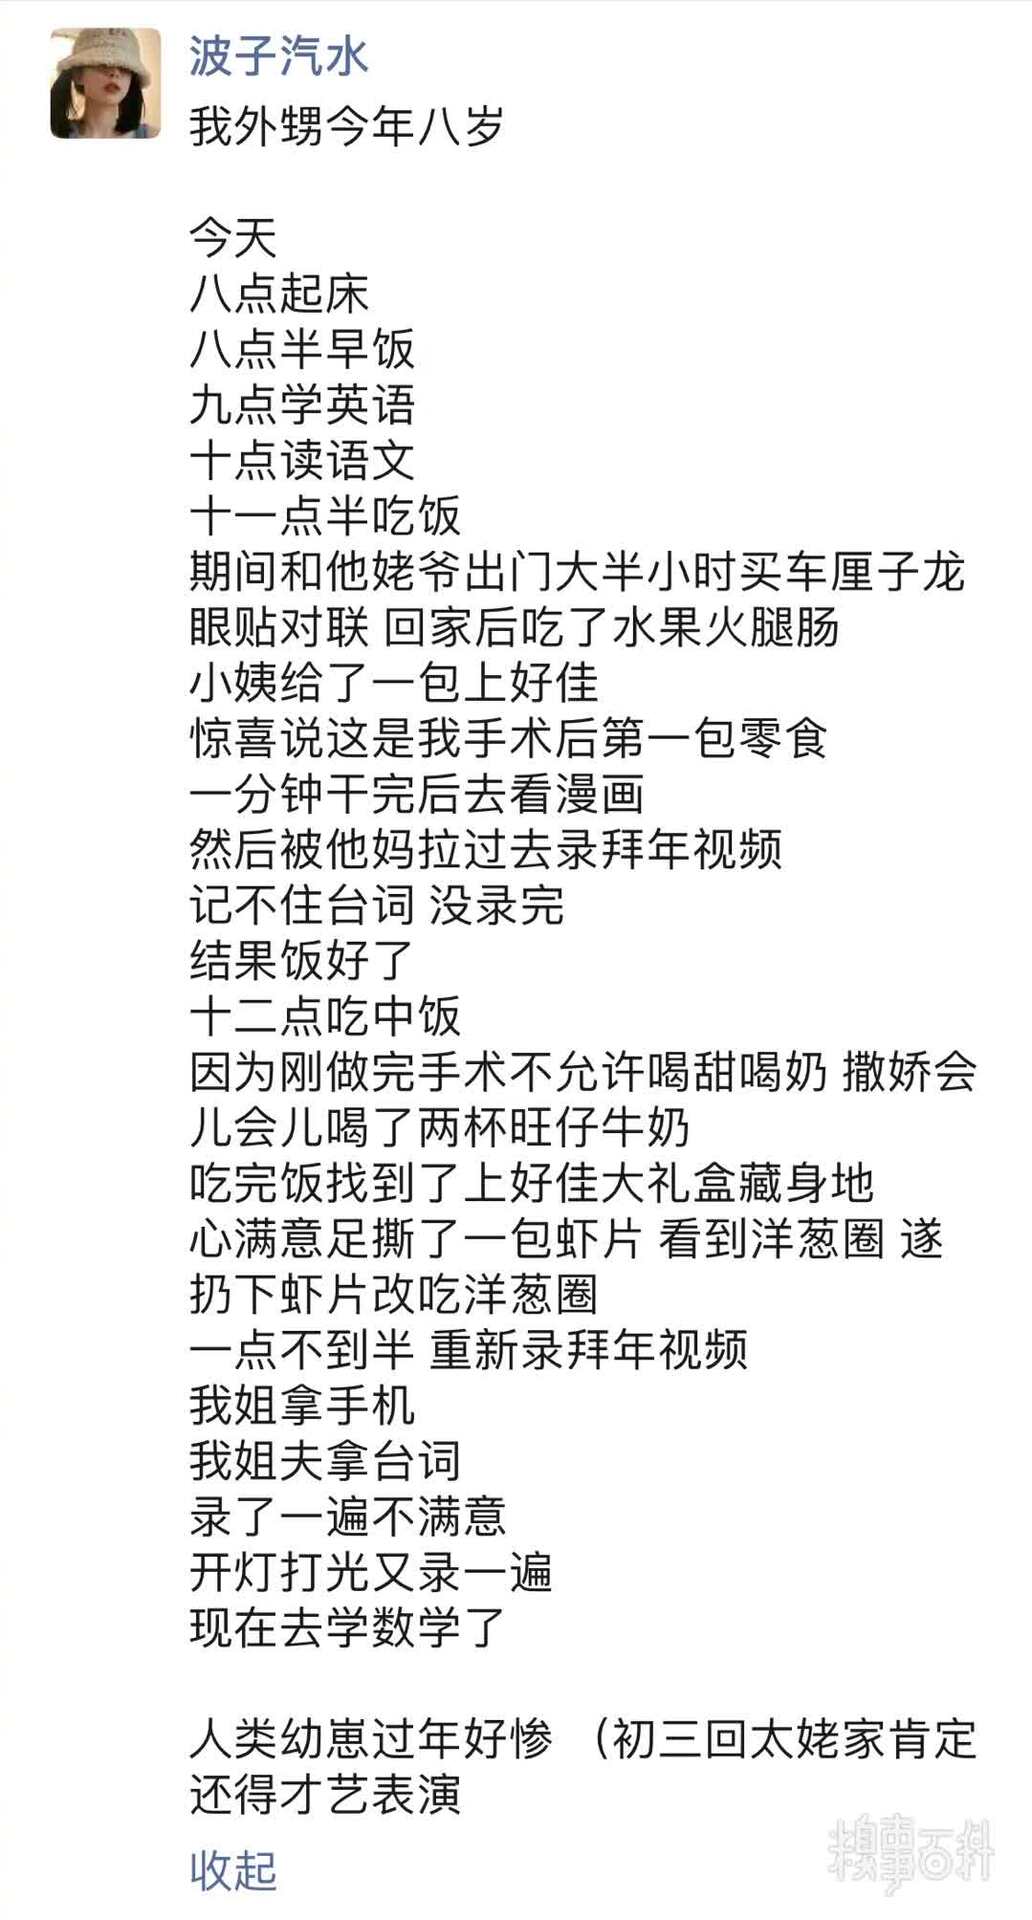 波子汽水
我外甥今年八岁
今天
八点起床
八点半早饭
九点学英语
十点读语文
十一点半吃饭
期间和他姥爷出门大半小时买车厘子龙
眼贴对联 回家后吃了水果火腿肠
小姨给了一包上好佳
惊喜说这是我手术后第一包零食
一分钟干完后去看漫画
然后被他妈拉过去录拜年视频
记不住台词 没录完
结果饭好了
十二点吃中饭
因为刚做完手术不允许喝甜喝奶 撒娇会
儿会儿喝了两杯旺仔牛奶
吃完饭找到了上好佳大礼盒藏身地
心满意足撕了一包虾片 看到洋葱圈 遂
扔下虾片改吃洋葱圈
一点不到半 重新录拜年视频
我姐拿手机
我姐夫拿台词
录了一遍不满意
开灯打光又录一遍
现在去学数学了
人类幼崽过年好惨 （初三回太姥家肯定
还得才艺表演
收起
糗事百科